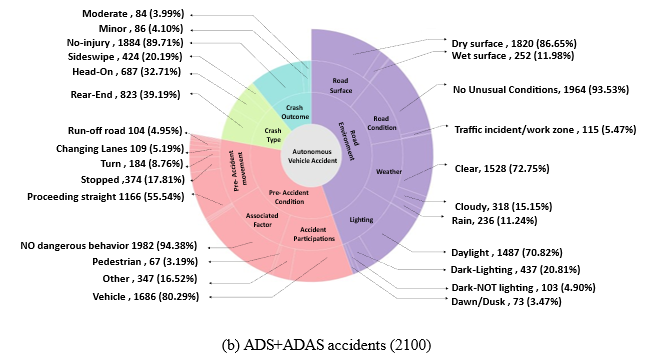 Moderate , 84 (3.99%)
Minor , 86 (4.10%)
No-injury , 1884 (89.71%)
Sideswipe , 424 (20.19%)
Head-On , 687 (32.71%)
Rear-End , 823 (39.19%)
Run-off road 104 (4.95%)
Changing Lanes 109 (5.19%)
Turn , 184 (8.76%)
Stopped ,374 (17.81%)
Proceeding straight 1166 (55.54%)
NO dangerous behavior 1982 (94.38%)
Pedestrian , 67 (3.19%)
Other , 347 (16.52%)
Vehicle , 1686 (80.29%)
Crash
Outcome
Crash
Type
Pre- Accident
movement
Pre- Accident
Condition
Associated
Factor
Accident
Participations
Autonomous
Vehicle Accident
Road
Environment
Road
Surface
Road
Condition
Weather
Lighting
Dry surface , 1820 (86.65%)
Wet surface , 252 (11.98%)
No Unusual Conditions, 1964 (93.53%)
Traffic incident/work zone , 115 (5.47%)
Clear, 1528 (72.75%)
Cloudy, 318 (15.15%)
Rain, 236 (11.24%)
Daylight , 1487 (70.82%)
Dark-Lighting , 437 (20.81%)
Dark-NOT lighting , 103 (4.90%)
Dawn/Dusk , 73 (3.47%)
(b) ADS+ADAS accidents (2100)